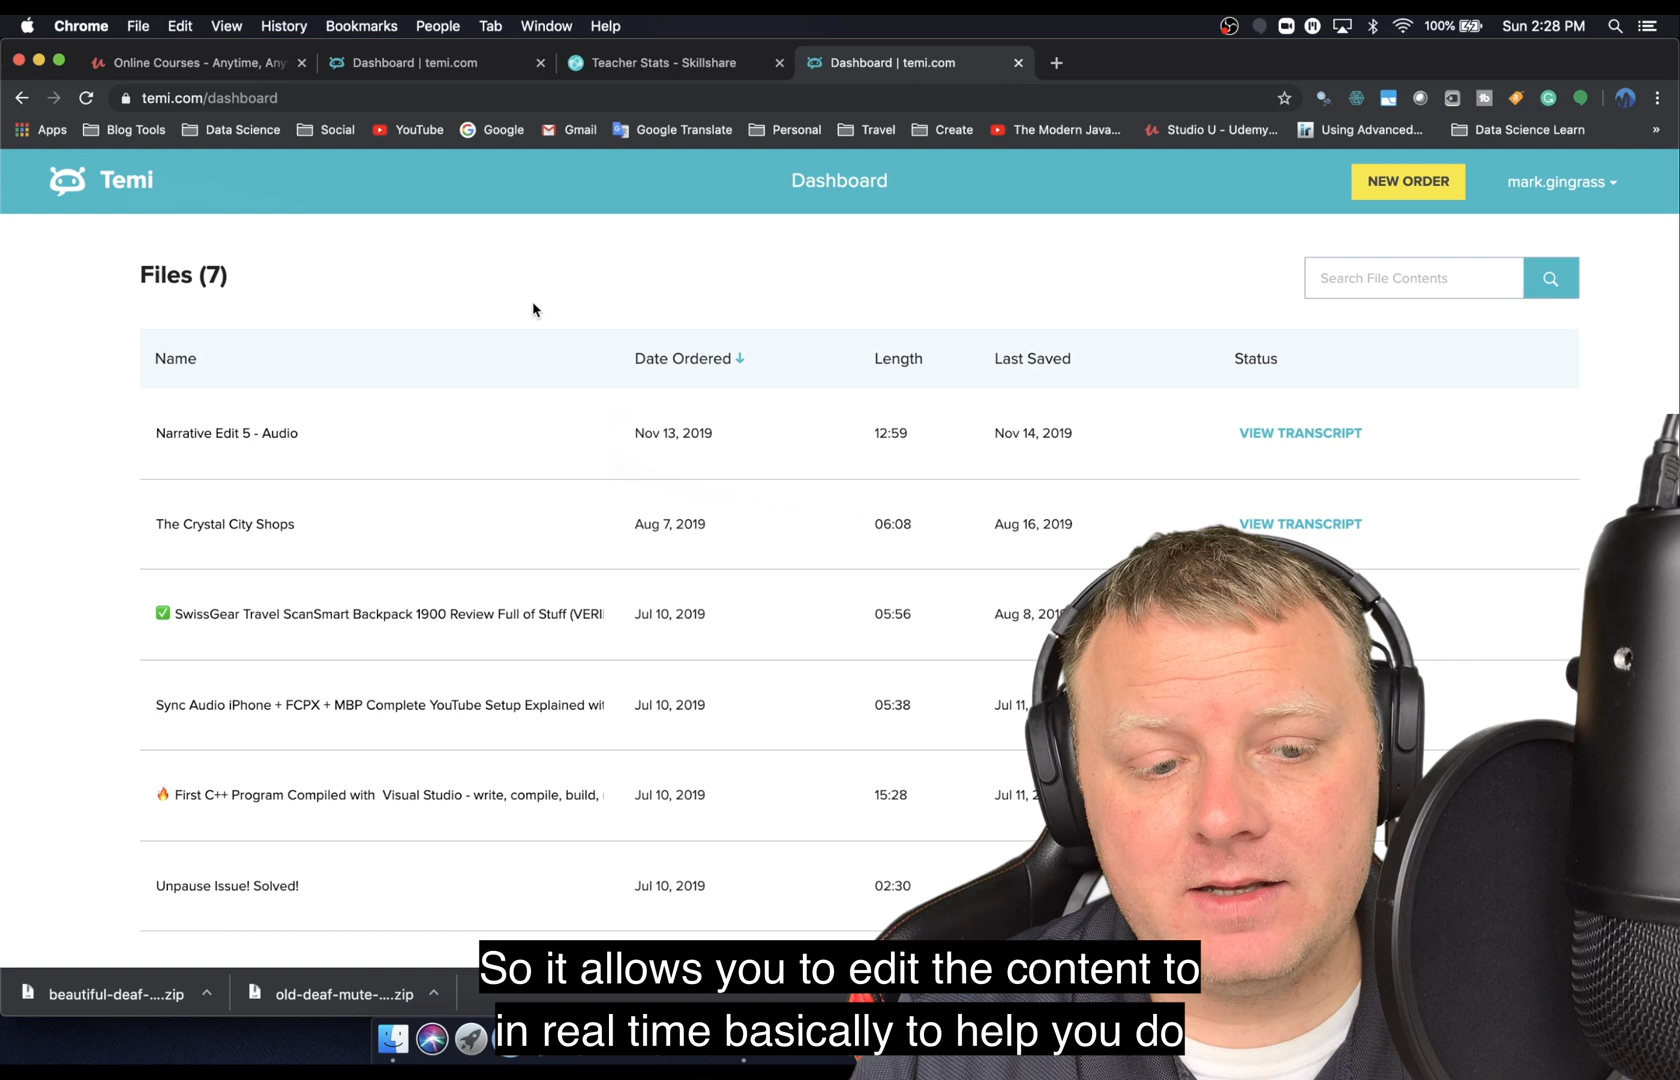 Chrome File Edit View History Bookmarks People Tab Window Help 100% Sun 2:28 PM
Online Courses - Anytime, Any Dashboard | temi.com Teacher Stats - Skillshare Dashboard | temi.com
temi.com/dashboard
Apps Blog Tools Data Science Social YouTube Google Gmail Google Translate Personal Travel Create The Modern Java... Studio U - Udemy... Using Advanced... Data Science Learn »
Temi Dashboard NEW ORDER mark.gingrass
Files (7) Search File Contents
Name Date Ordered Length Last Saved Status
Narrative Edit 5 - Audio Nov 13, 2019 12:59 Nov 14, 2019 VIEW TRANSCRIPT
The Crystal City Shops Aug 7, 2019 06:08 Aug 16, 2019 VIEW TRANSCRIPT
✅ SwissGear Travel ScanSmart Backpack 1900 Review Full of Stuff (VERI Jul 10, 2019 05:56 Aug 8, 2019
Sync Audio iPhone + FCPX + MBP Complete YouTube Setup Explained wit Jul 10, 2019 05:38 Jul 11,
🔥 First C++ Program Compiled with Visual Studio - write, compile, build, Jul 10, 2019 15:28 Jul 11, 2
Unpause Issue! Solved! Jul 10, 2019 02:30
So it allows you to edit the content to
beautiful-deaf-....zip old-deaf-mute-....zip
in real time basically to help you do